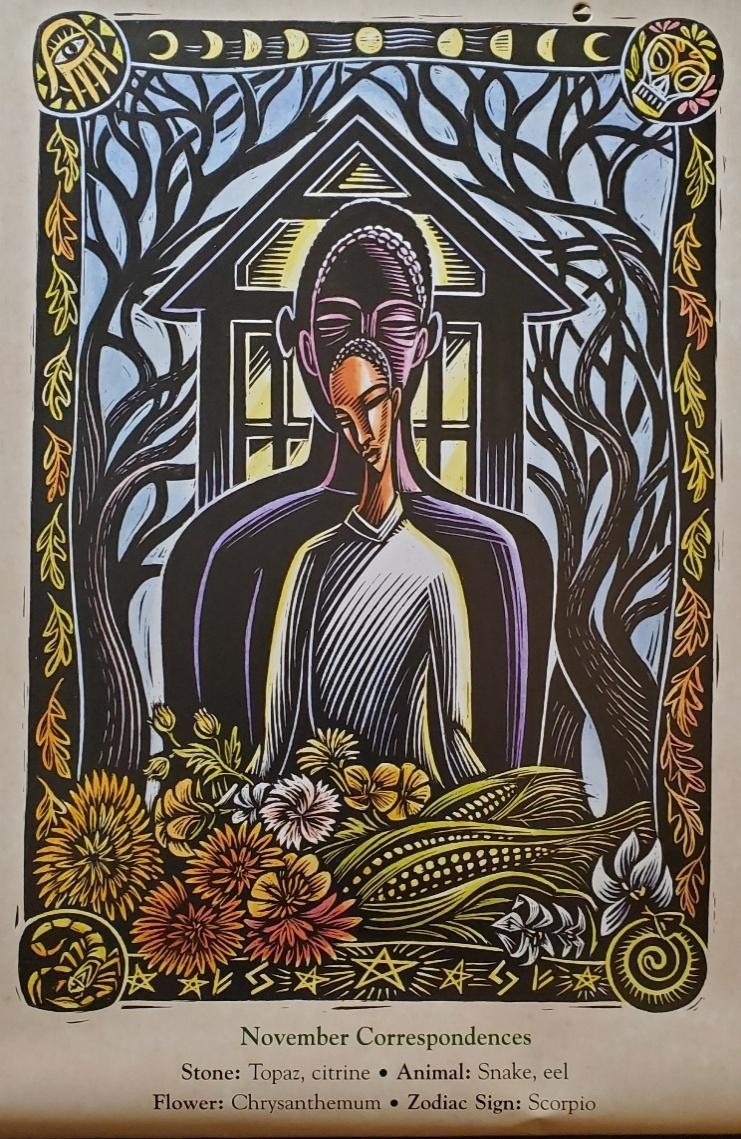 November Correspondences
Stone: Topaz, citrine • Animal: Snake, eel
Flower: Chrysanthemum • Zodiac Sign: Scorpio